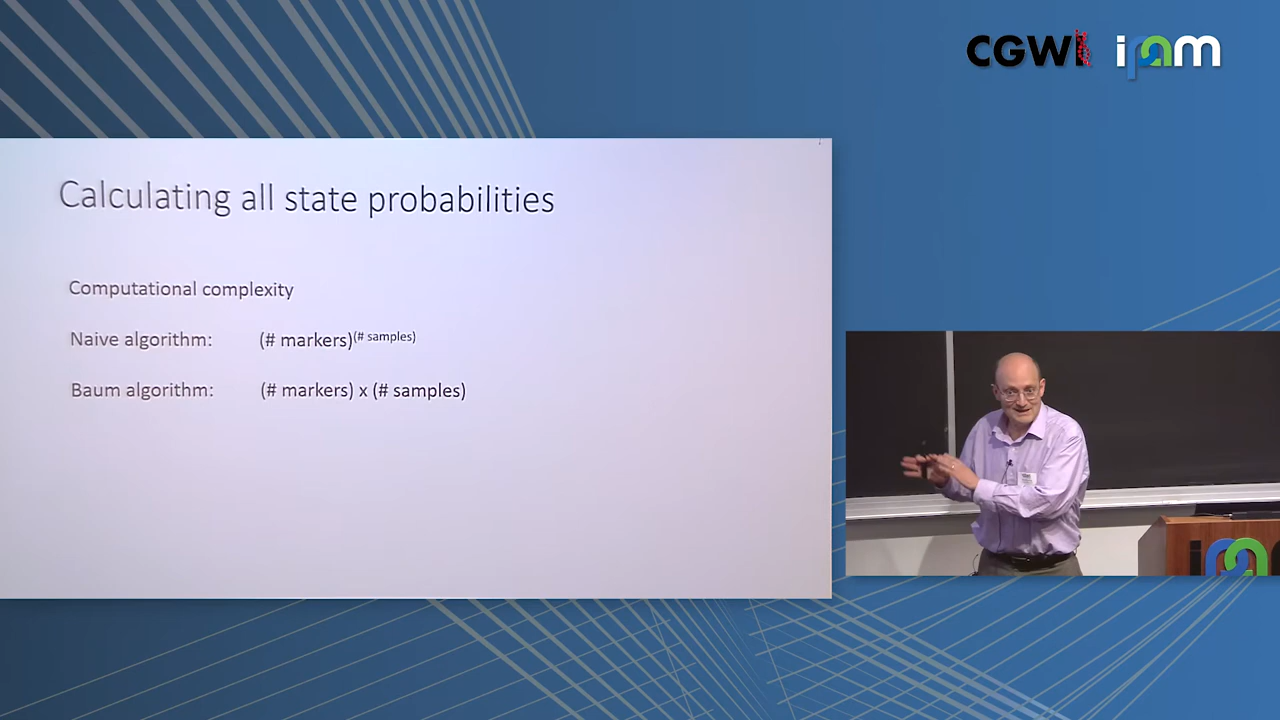 CGWI ipam
Calculating all state probabilities
Computational complexity
Naive algorithm: (# markers)^(# samples)
Baum algorithm: (# markers) x (# samples)